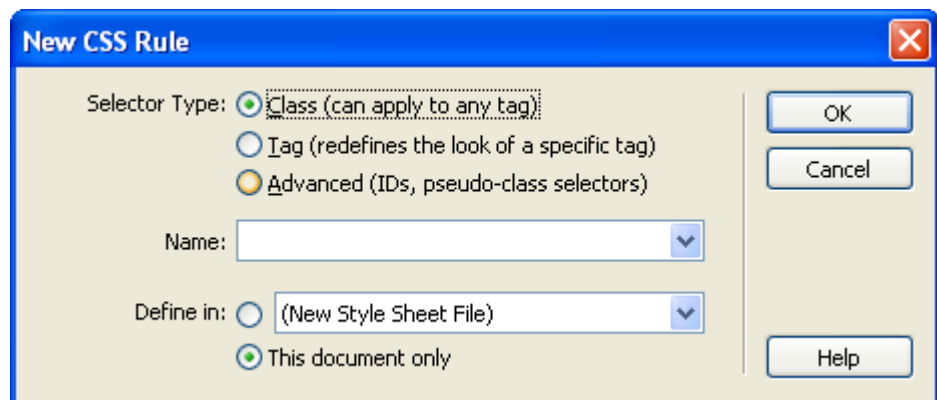 New CSS Rule
Selector Type: Class (can apply to any tag)
Tag (redefines the look of a specific tag)
Advanced (IDs, pseudo-class selectors)
Name:
Define in: (New Style Sheet File)
This document only
OK
Cancel
Help